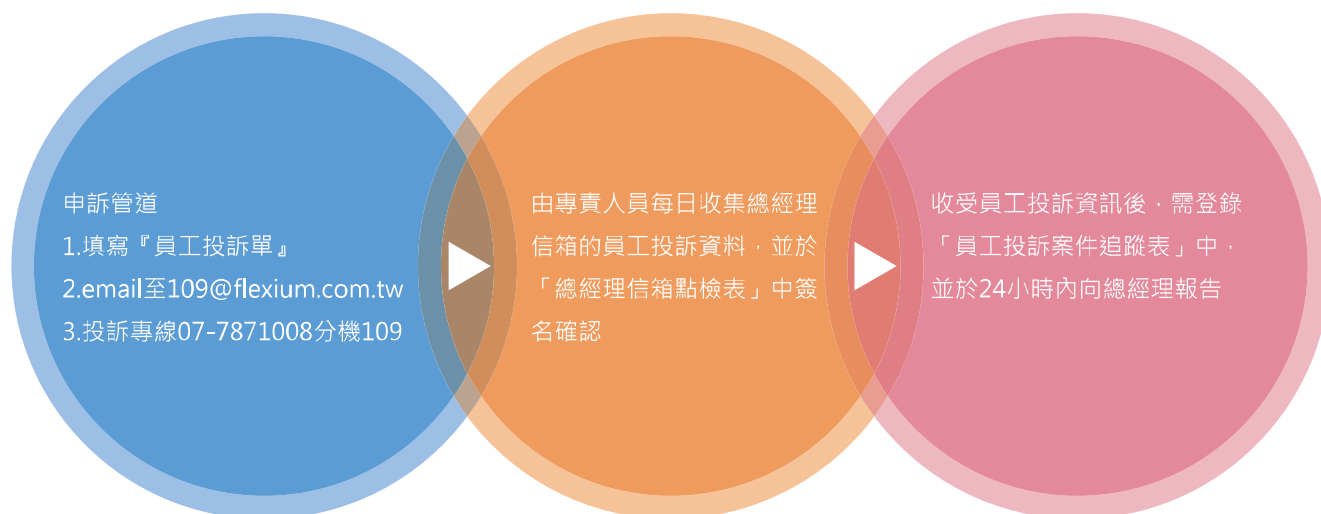 申訴管道
1.填寫『員工投訴單』
2.email至109@flexium.com.tw
3.投訴專線07-7871008分機109
由專責人員每日收集總經理
信箱的員工投訴資料，並於
「總經理信箱點檢表」中簽
名確認
收受員工投訴資訊後，需登錄
「員工投訴案件追蹤表」中，
並於24小時內向總經理報告